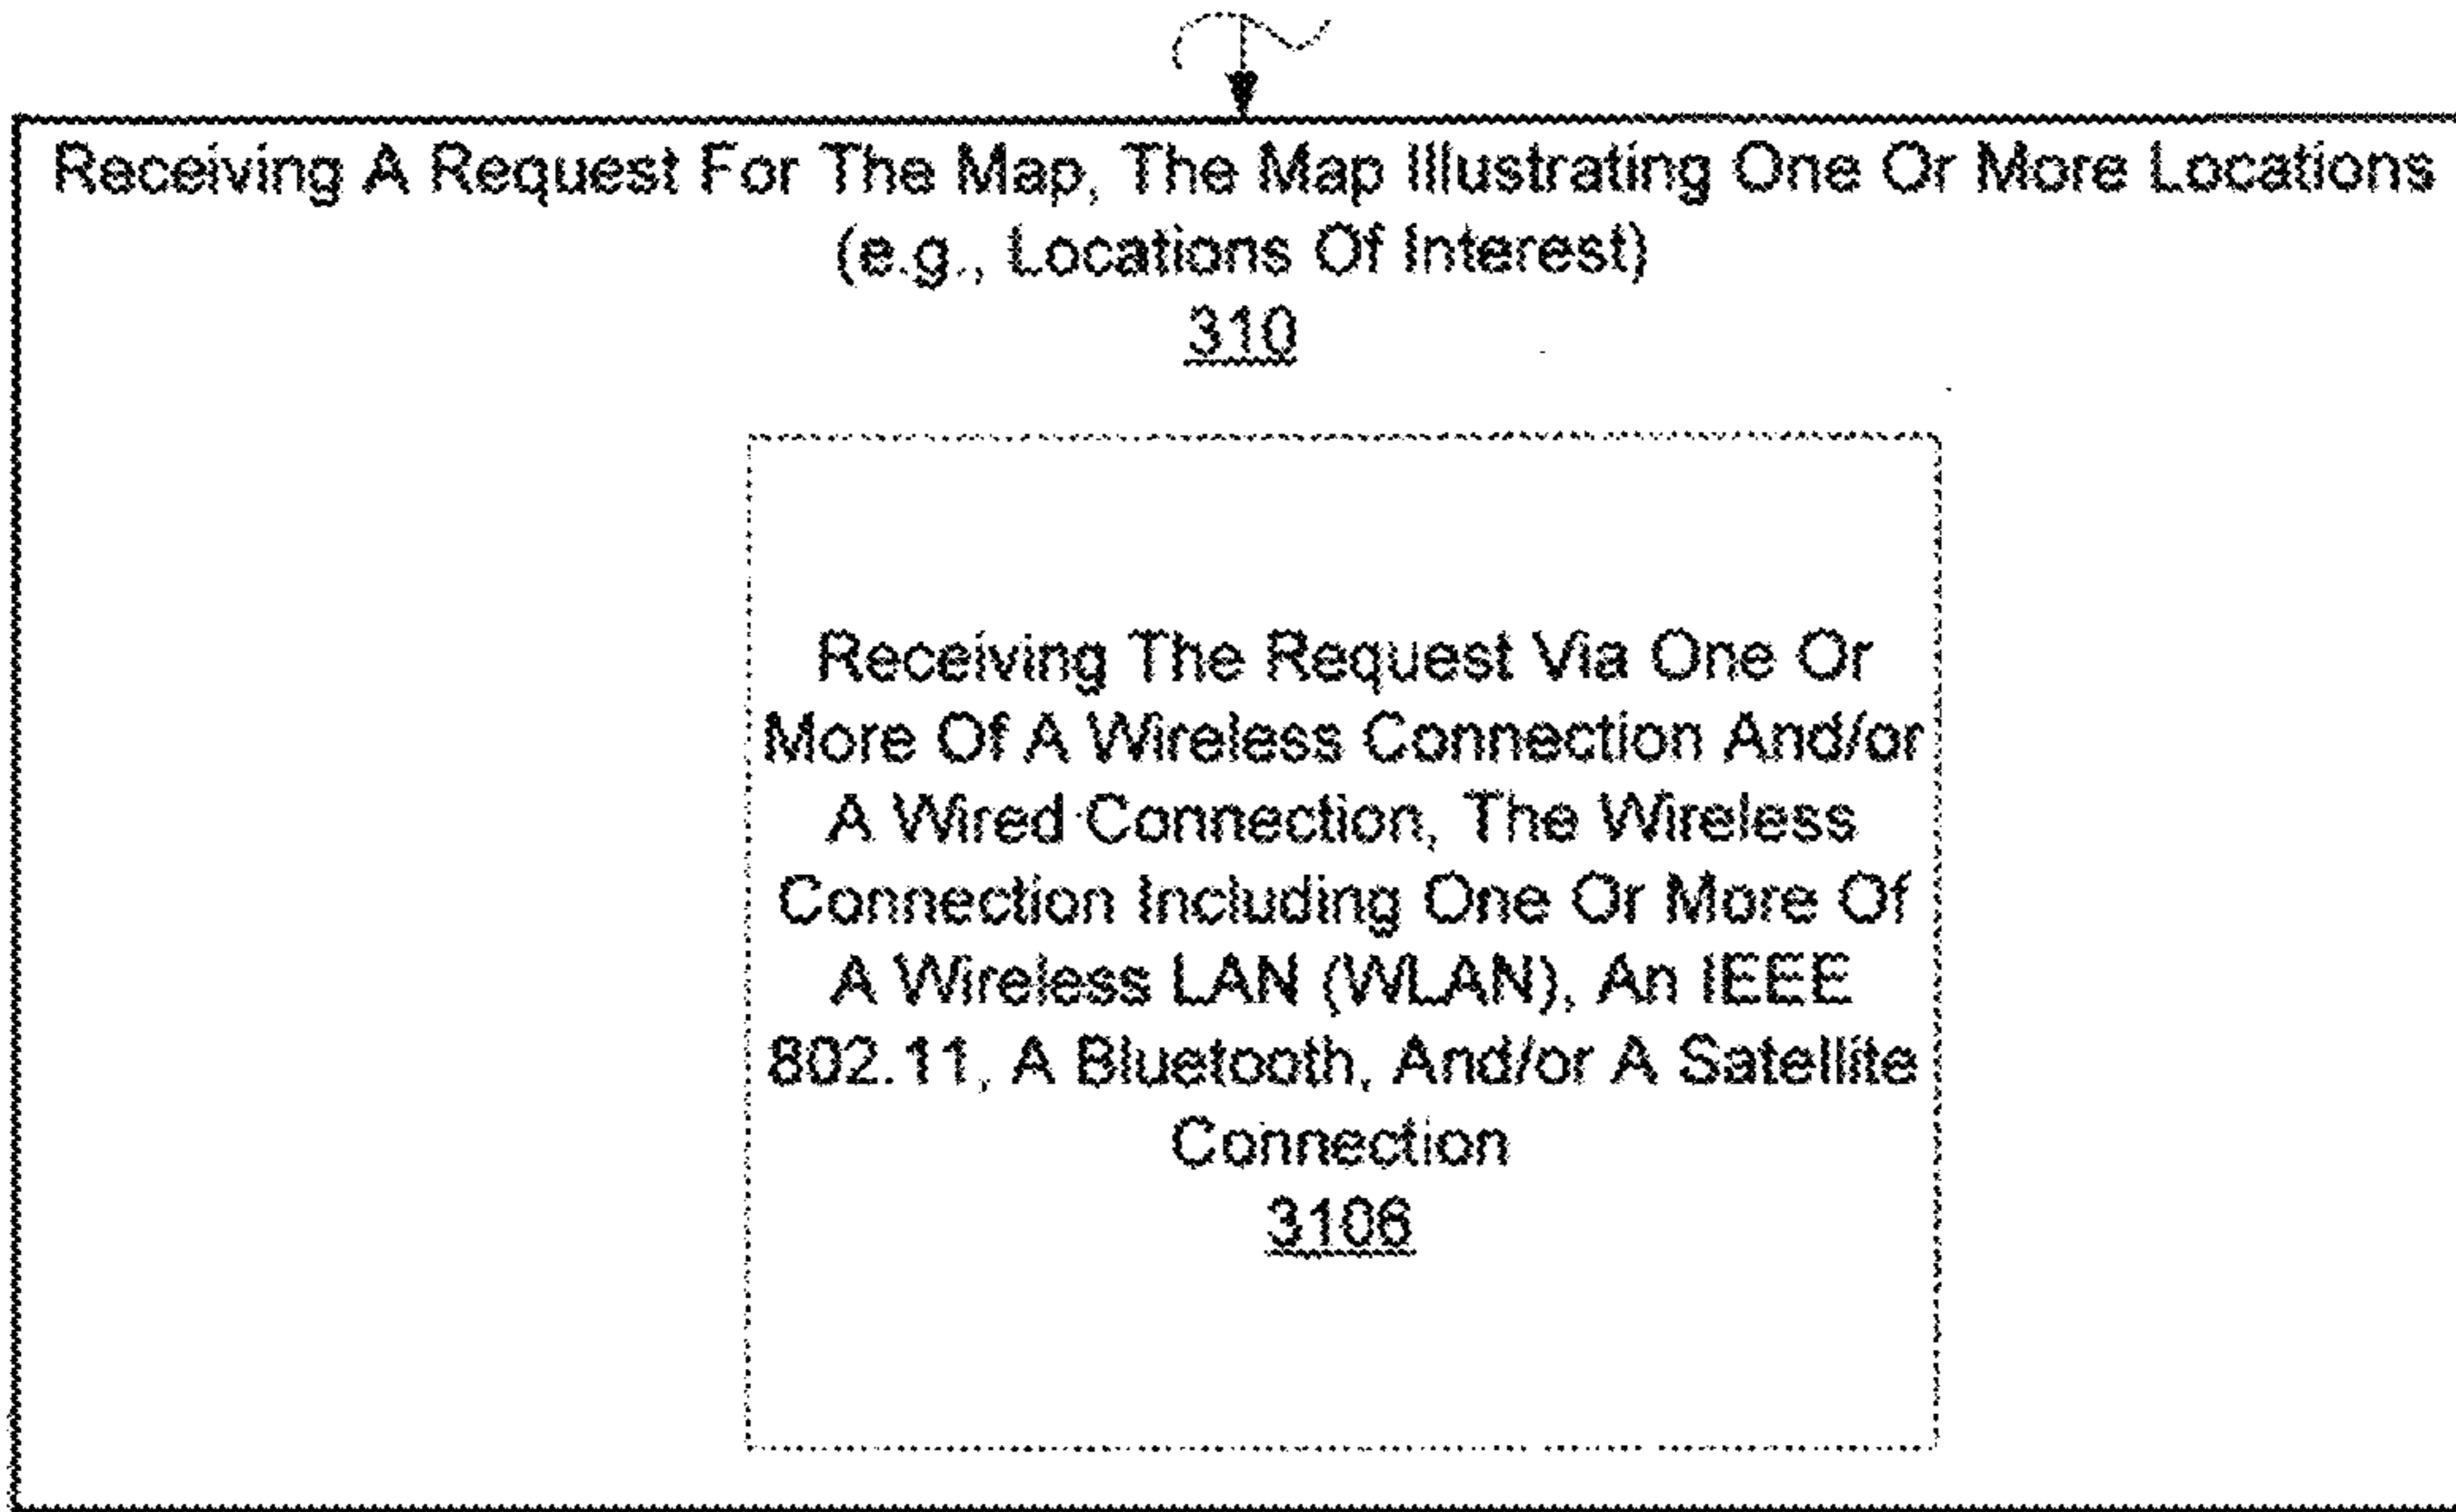 Receiving A Request For The Map, The Map Illustrating One Or More Locations
(e.g., Locations Of Interest)
310
Receiving The Request Via One Or
More Of A Wireless Connection And/or
A Wired Connection, The Wireless
Connection Including One Or More Of
A Wireless LAN (WLAN), An IEEE
802.11, A Bluetooth, And/or A Satellite
Connection
3106